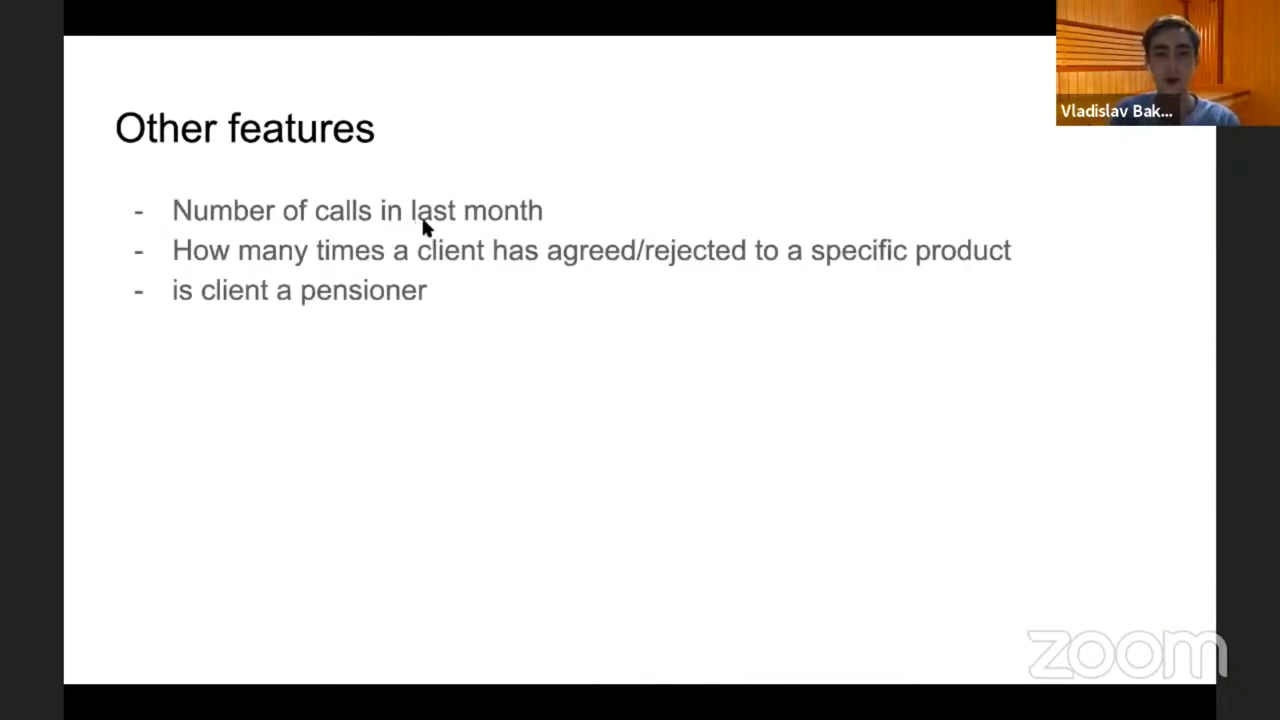 Vladislav Bak...
Other features
- Number of calls in last month
- How many times a client has agreed/rejected to a specific product
- is client a pensioner
zoom